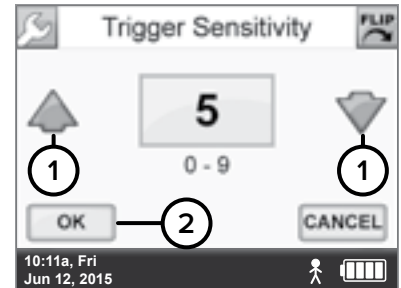 Trigger Sensitivity
FLIP
5
1
1
0 - 9
OK
2
CANCEL
10:11a, Fri
Jun 12, 2015